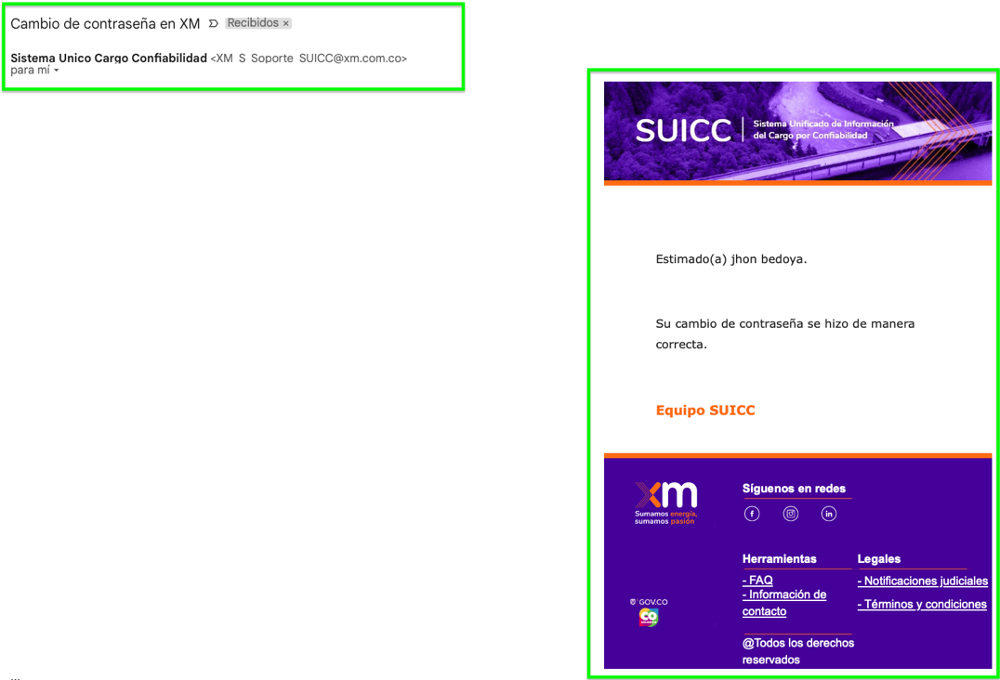 Cambio de contraseña en XM Recibidos ×
Sistema Unico Cargo Confiabilidad <XM_S_Soporte_SUICC@xm.com.co>
para mí
SUICC
Sistema Unificado de Información
del Cargo por Confiabilidad
Estimado(a) jhon bedoya.
Su cambio de contraseña se hizo de manera
correcta.
Equipo SUICC
xm
Sumamos energía,
sumamos pasión
Síguenos en redes
Herramientas
- FAQ
- Información de
contacto
Legales
- Notificaciones judiciales
- Términos y condiciones
GOV.CO
CO
@Todos los derechos
reservados
...